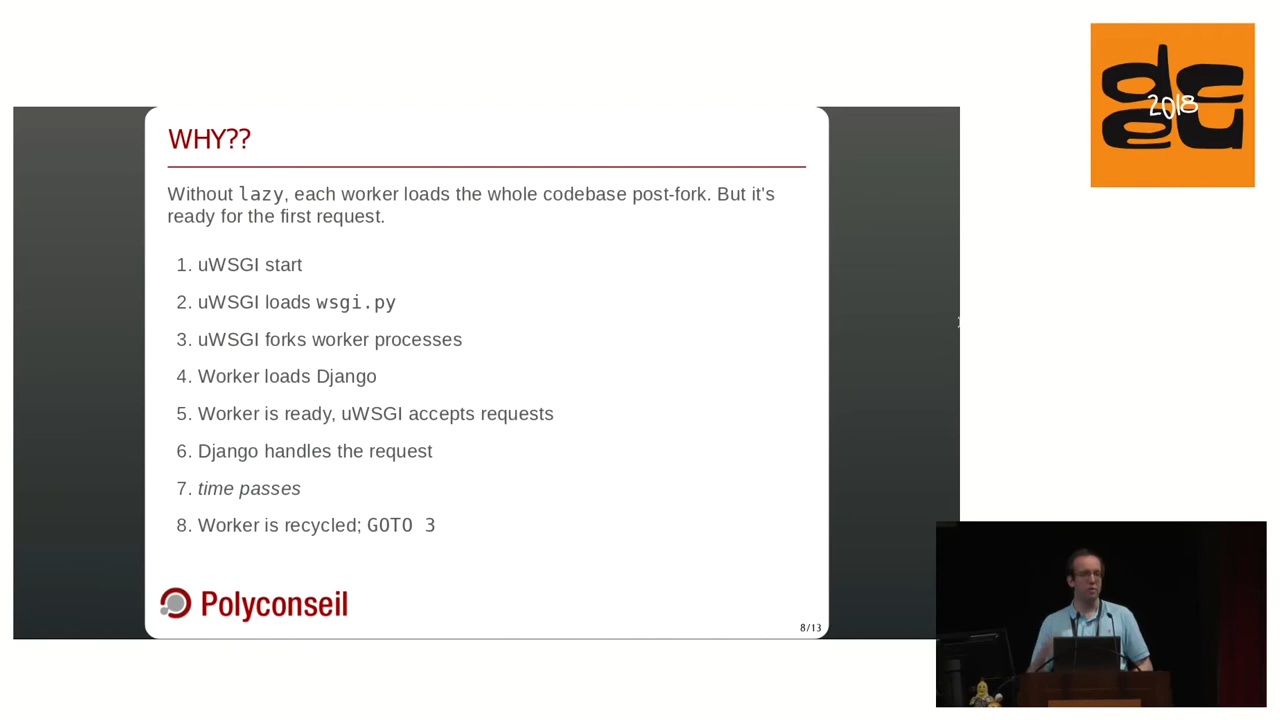 WHY??
Without lazy, each worker loads the whole codebase post-fork. But it's
ready for the first request.
1. uWSGI start
2. uWSGI loads wsgi.py
3. uWSGI forks worker processes
4. Worker loads Django
5. Worker is ready, uWSGI accepts requests
6. Django handles the request
7. time passes
8. Worker is recycled; GOTO 3
Polyconseil
8/13
dc
2018
eu